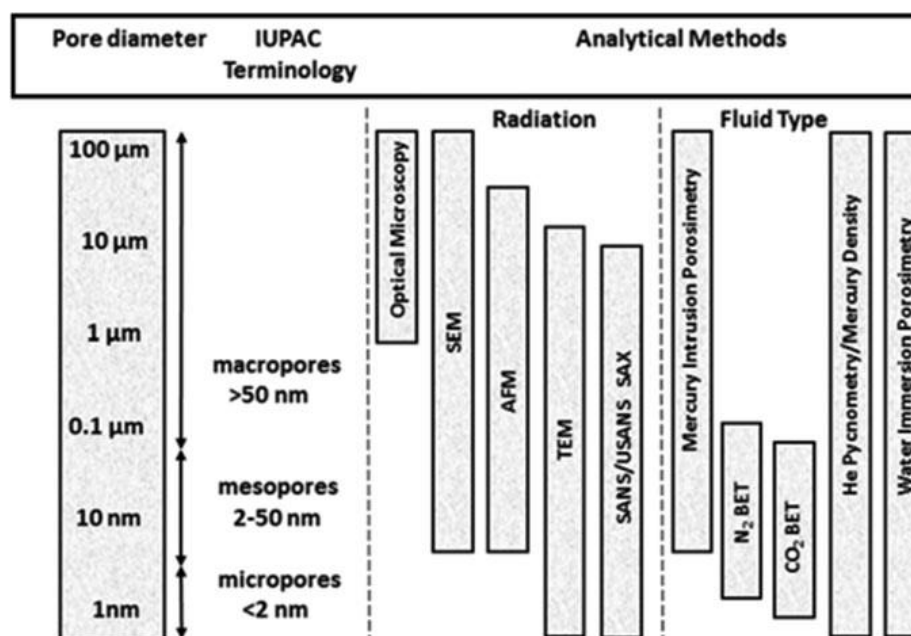 Pore diameter
IUPAC
Terminology
Analytical Methods
Radiation
Fluid Type
100 µm
10 µm
1 µm
0.1 µm
10 nm
1nm
macropores
>50 nm
mesopores
2-50 nm
micropores
<2 nm
Optical Microscopy
SEM
AFM
TEM
SANS/USANS SAX
Mercury Intrusion Porosimetry
N₂ BET
CO₂ BET
He Pycnometry/Mercury Density
Water Immersion Porosimetry